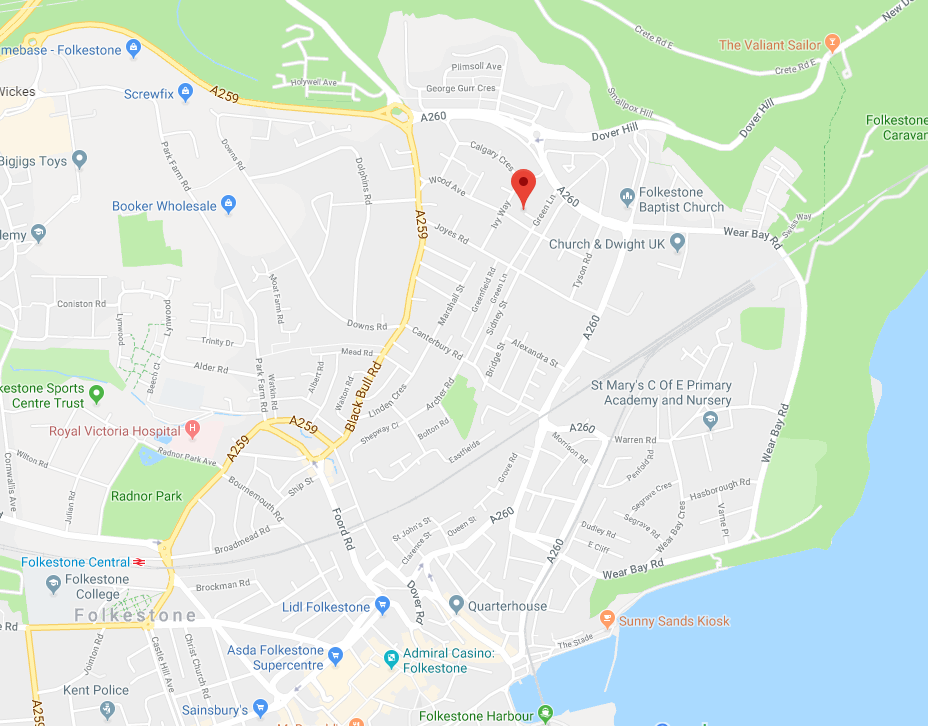 New D
Crete Rd E
The Valiant Sailor
mebase - Folkestone
Crete Rd E
Plimsoll Ave
Holywell Ave
George Gurr Cres
Wickes
Screwfix
A259
Smallpox Hill
Dover Hill
A260
Dover Hill
Folkestone
Caravan
Park Farm Rd
Downs Rd
Dolphins Rd
Calgary Cres
Bigjigs Toys
Wood Ave
A260
Folkestone
Baptist Church
Booker Wholesale
Ivy Way
Green Ln
A259
Swiss Way
Wear Bay Rd
demy
Joyes Rd
Church & Dwight UK
Tyson Rd
Moat Farm Rd
Greenfield Rd
Green Ln
Marshall St
Coniston Rd
Lynwood
Lynwood
Sidney St
Downs Rd
A260
Canterbury Rd
Trinity Dr
Mead Rd
Alexandra St
Bridge St
Beech Cl
Alder Rd
Park Farm Rd
Watkin Rd
Albert Rd
Walton Rd
Black Bull Rd
Linden Cres
Archer Rd
St Mary's C Of E Primary
Academy and Nursery
kestone Sports
Centre Trust
Royal Victoria Hospital
A259
A259
Shepway Cl
Botton Rd
A260
Wear Bay Rd
Eastfields
Morrison Rd
Warren Rd
Penfold Rd
Wilton Rd
Cornwallis Ave
Radnor Park Ave
Grove Rd
Julian Rd
Radnor Park
Bournemouth Rd
Ship St
Segrave Cres
Hasborough Rd
Foord Rd
A260
Segrave Rd
Wear Bay Cres
Varne Pl
St John's St
Queen St
Dudley Rd
Broadmead Rd
Clarence St
E Cliff
A260
Folkestone Central
Wear Bay Rd
Folkestone
College
Brockman Rd
Dover Rd
Lidl Folkestone
Quarterhouse
Folkestone
e Rd
A259
Sunny Sands Kiosk
The Stade
Jointon Rd
Castle Hill Ave
Christ Church Rd
Asda Folkestone
Supercentre
Admiral Casino:
Folkestone
Kent Police
A259
Sainsbury's
Folkestone Harbour